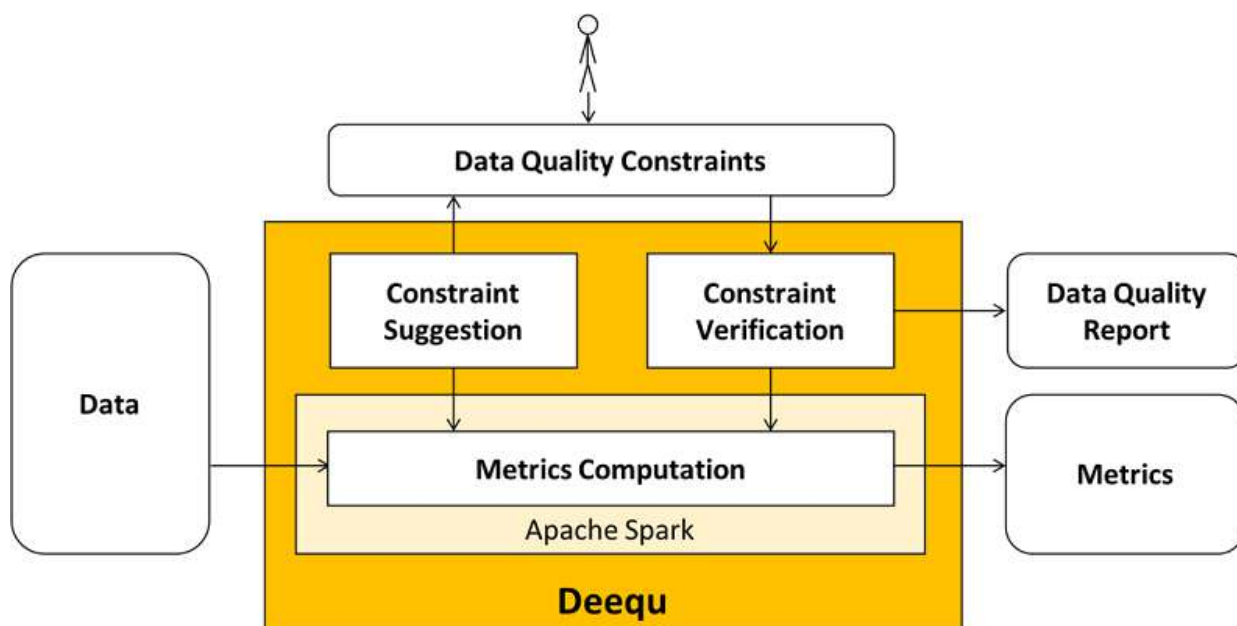 Data Quality Constraints
Constraint
Suggestion
Constraint
Verification
Data Quality
Report
Data
Metrics Computation
Metrics
Apache Spark
Deequ